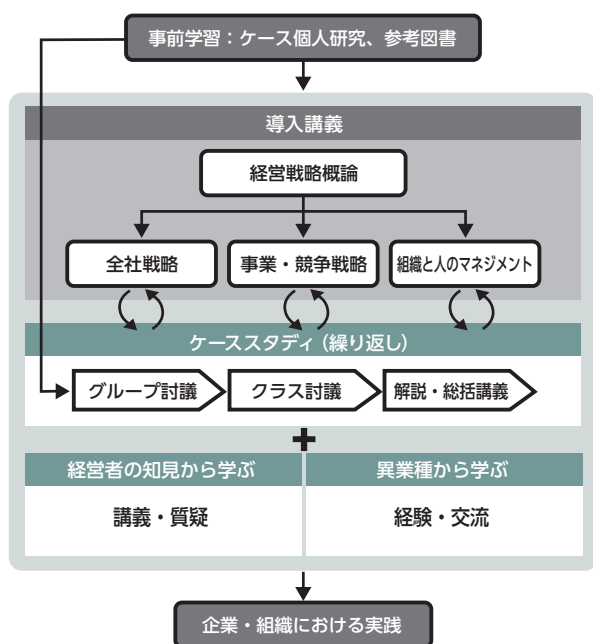 事前学習：ケース個人研究、参考図書
導入講義
経営戦略概論
全社戦略
事業・競争戦略
組織と人のマネジメント
ケーススタディ（繰り返し）
グループ討議
クラス討議
解説・総括講義
+
経営者の知見から学ぶ
異業種から学ぶ
講義・質疑
経験・交流
企業・組織における実践